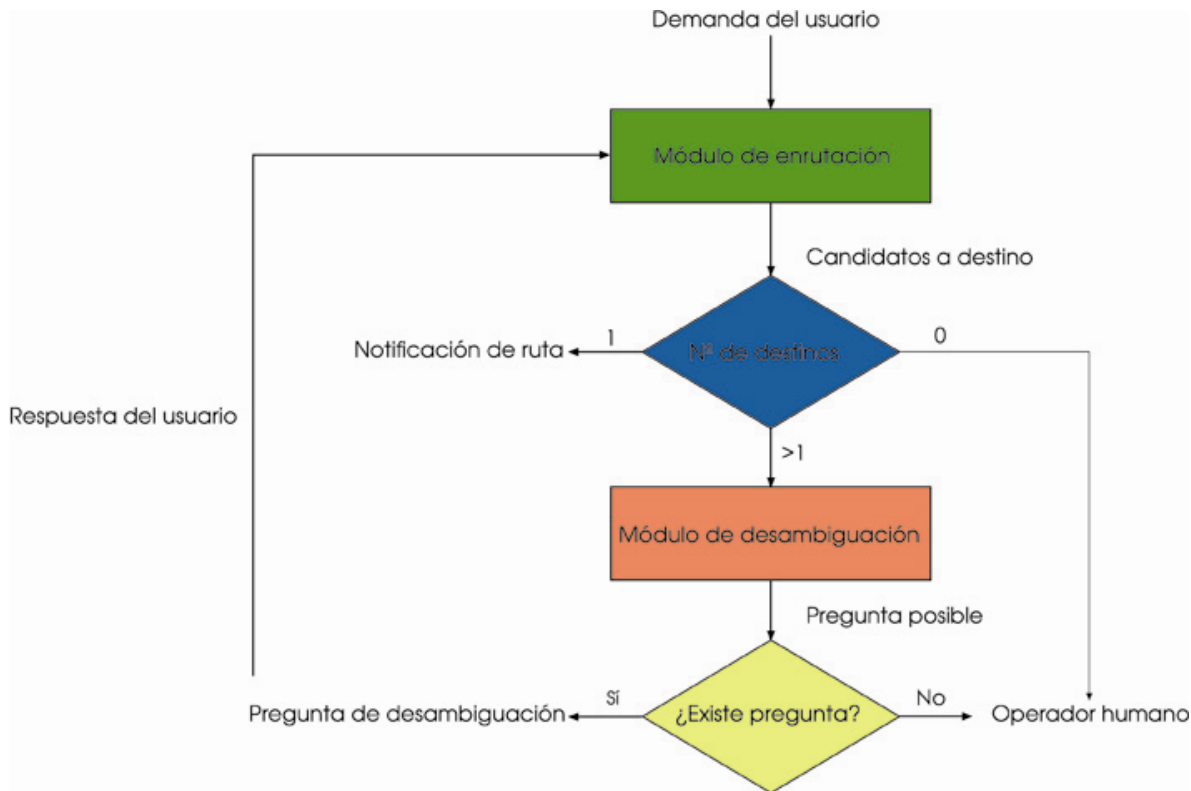 Demanda del usuario
Módulo de enrutación
Candidatos a destino
Notificación de ruta
1
Nº de destinos
0
Respuesta del usuario
>1
Módulo de desambiguación
Pregunta posible
Pregunta de desambiguación
Sí
¿Existe pregunta?
No
Operador humano